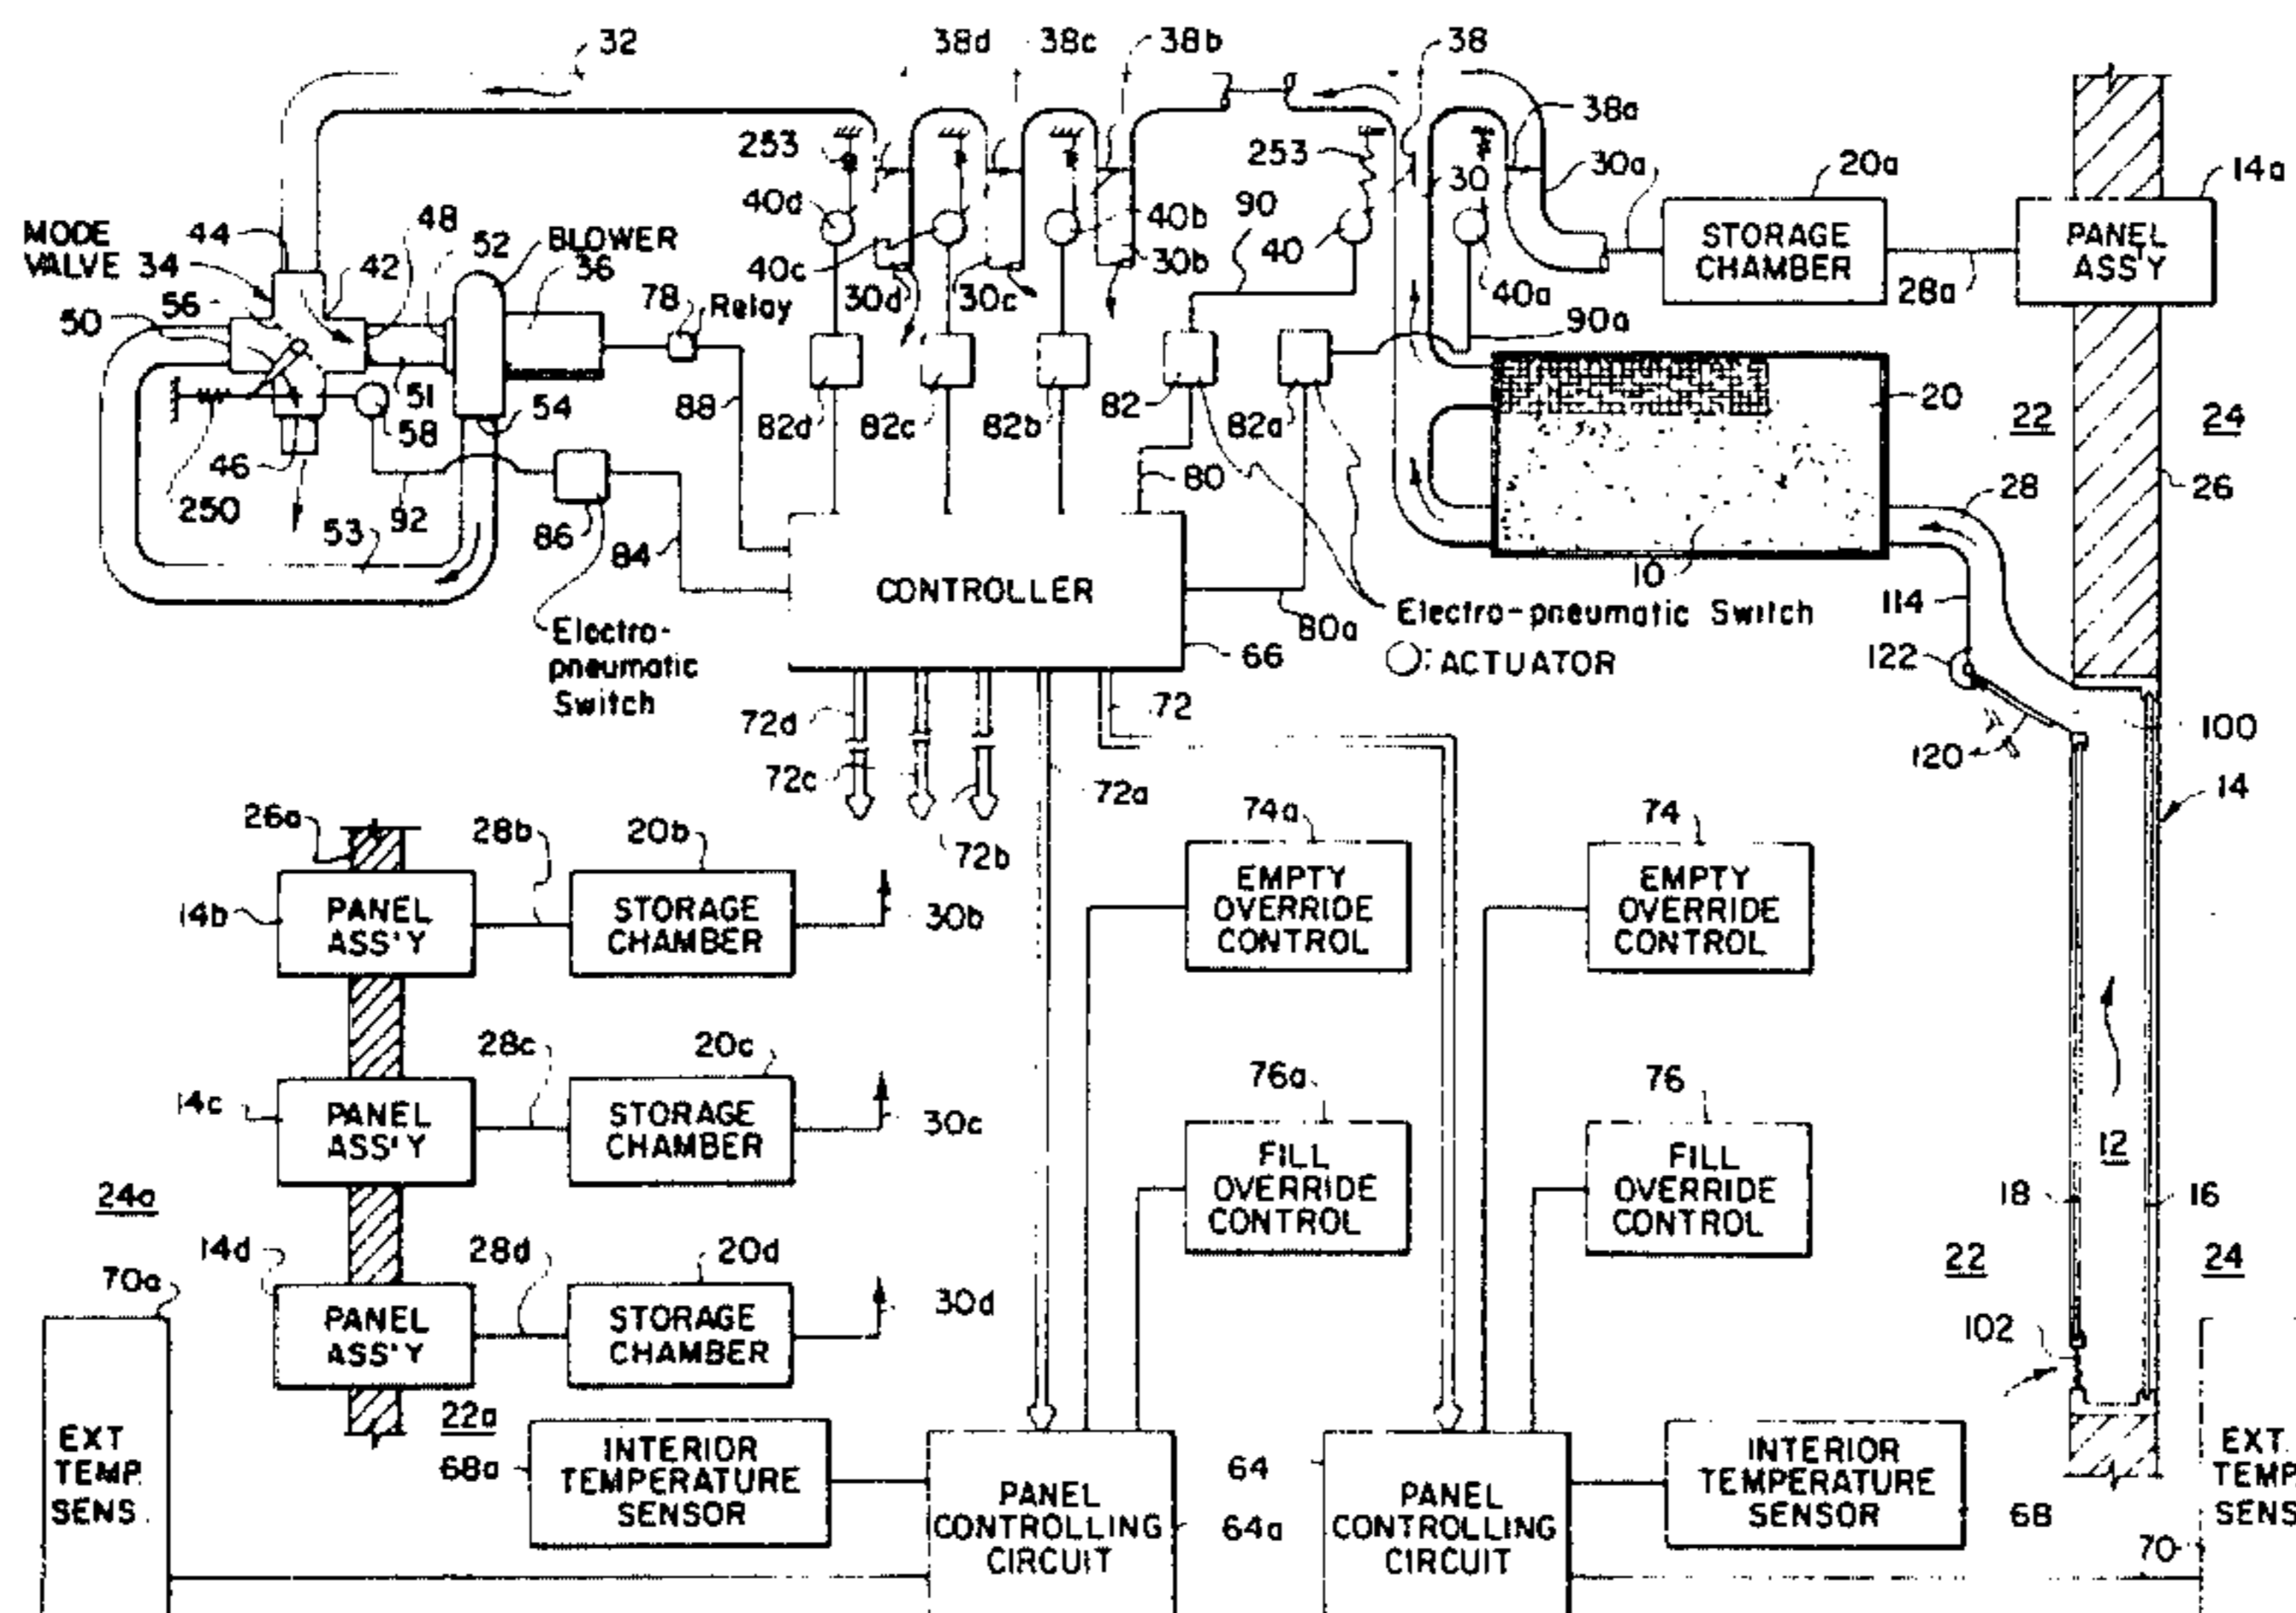 32
38d
38c
38b
38
38a
253
253
30
30a
20a
14a
MODE
VALVE 34
44
48
52
BLOWER
36
42
40d
40c
40b
90
40
40a
STORAGE
CHAMBER
28a
PANEL
ASS'Y
50
56
78
Relay
30d
30c
30b
90a
51
54
58
46
88
82d
82c
82b
82
82a
20
22
24
250
92
53
86
84
80
80a
28
26
10
CONTROLLER
66
Electro-
pneumatic
Switch
Electro-pneumatic Switch
O: ACTUATOR
114
122
120
100
14
72d
72c
72b
72a
72
26a
28b
20b
74a
74
14b
PANEL
ASS'Y
STORAGE
CHAMBER
30b
EMPTY
OVERRIDE
CONTROL
EMPTY
OVERRIDE
CONTROL
28c
20c
76a
76
14c
PANEL
ASS'Y
STORAGE
CHAMBER
30c
FILL
OVERRIDE
CONTROL
FILL
OVERRIDE
CONTROL
12
18
16
24a
14d
28d
20d
22
24
70a
PANEL
ASS'Y
STORAGE
CHAMBER
30d
102
22a
EXT
TEMP.
SENS.
68a
INTERIOR
TEMPERATURE
SENSOR
PANEL
CONTROLLING
CIRCUIT
64
64a
PANEL
CONTROLLING
CIRCUIT
INTERIOR
TEMPERATURE
SENSOR
68
70
EXT.
TEMP
SENS